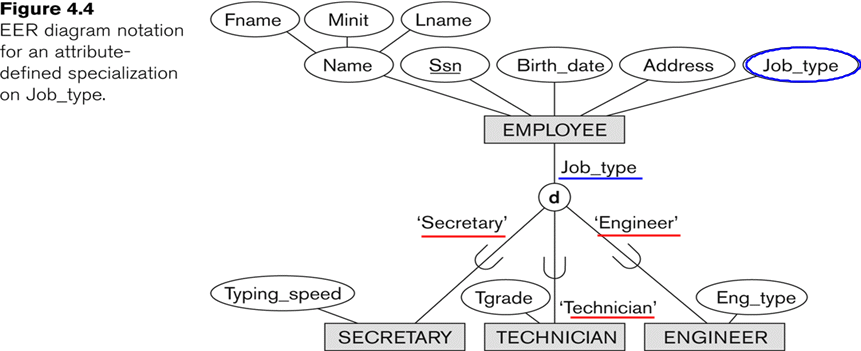 Figure 4.4
EER diagram notation
for an attribute-
defined specialization
on Job_type.
Fname
Minit
Lname
Name
Ssn
Birth_date
Address
Job_type
EMPLOYEE
Job_type
d
‘Secretary’
‘Engineer’
Typing_speed
Tgrade
‘Technician’
Eng_type
SECRETARY
TECHNICIAN
ENGINEER